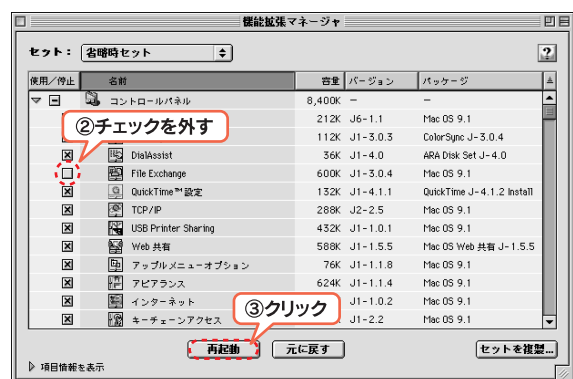 機能拡張マネージャ
セット： 省略時セット
使用／停止 名前 容量 バージョン パッケージ
コントロールパネル 8,400K － －
②チェックを外す 212K J6-1.1 Mac OS 9.1
112K J1-3.0.3 ColorSync J-3.0.4
DialAssist 36K J1-4.0 ARA Disk Set J-4.0
File Exchange 600K J1-3.0.4 Mac OS 9.1
QuickTime™ 設定 132K J1-4.1.1 QuickTime J-4.1.2 Install
TCP/IP 288K J2-2.5 Mac OS 9.1
USB Printer Sharing 432K J1-1.0.1 Mac OS 9.1
Web 共有 588K J1-1.5.5 Mac OS Web 共有 J-1.5.5
アップルメニューオプション 76K J1-1.1.8 Mac OS 9.1
アピアランス 624K J1-1.1.4 Mac OS 9.1
インターネット J1-1.0.2 Mac OS 9.1
③クリック
キーチェーンアクセス J1-2.2 Mac OS 9.1
再起動 元に戻す セットを複製...
項目情報を表示